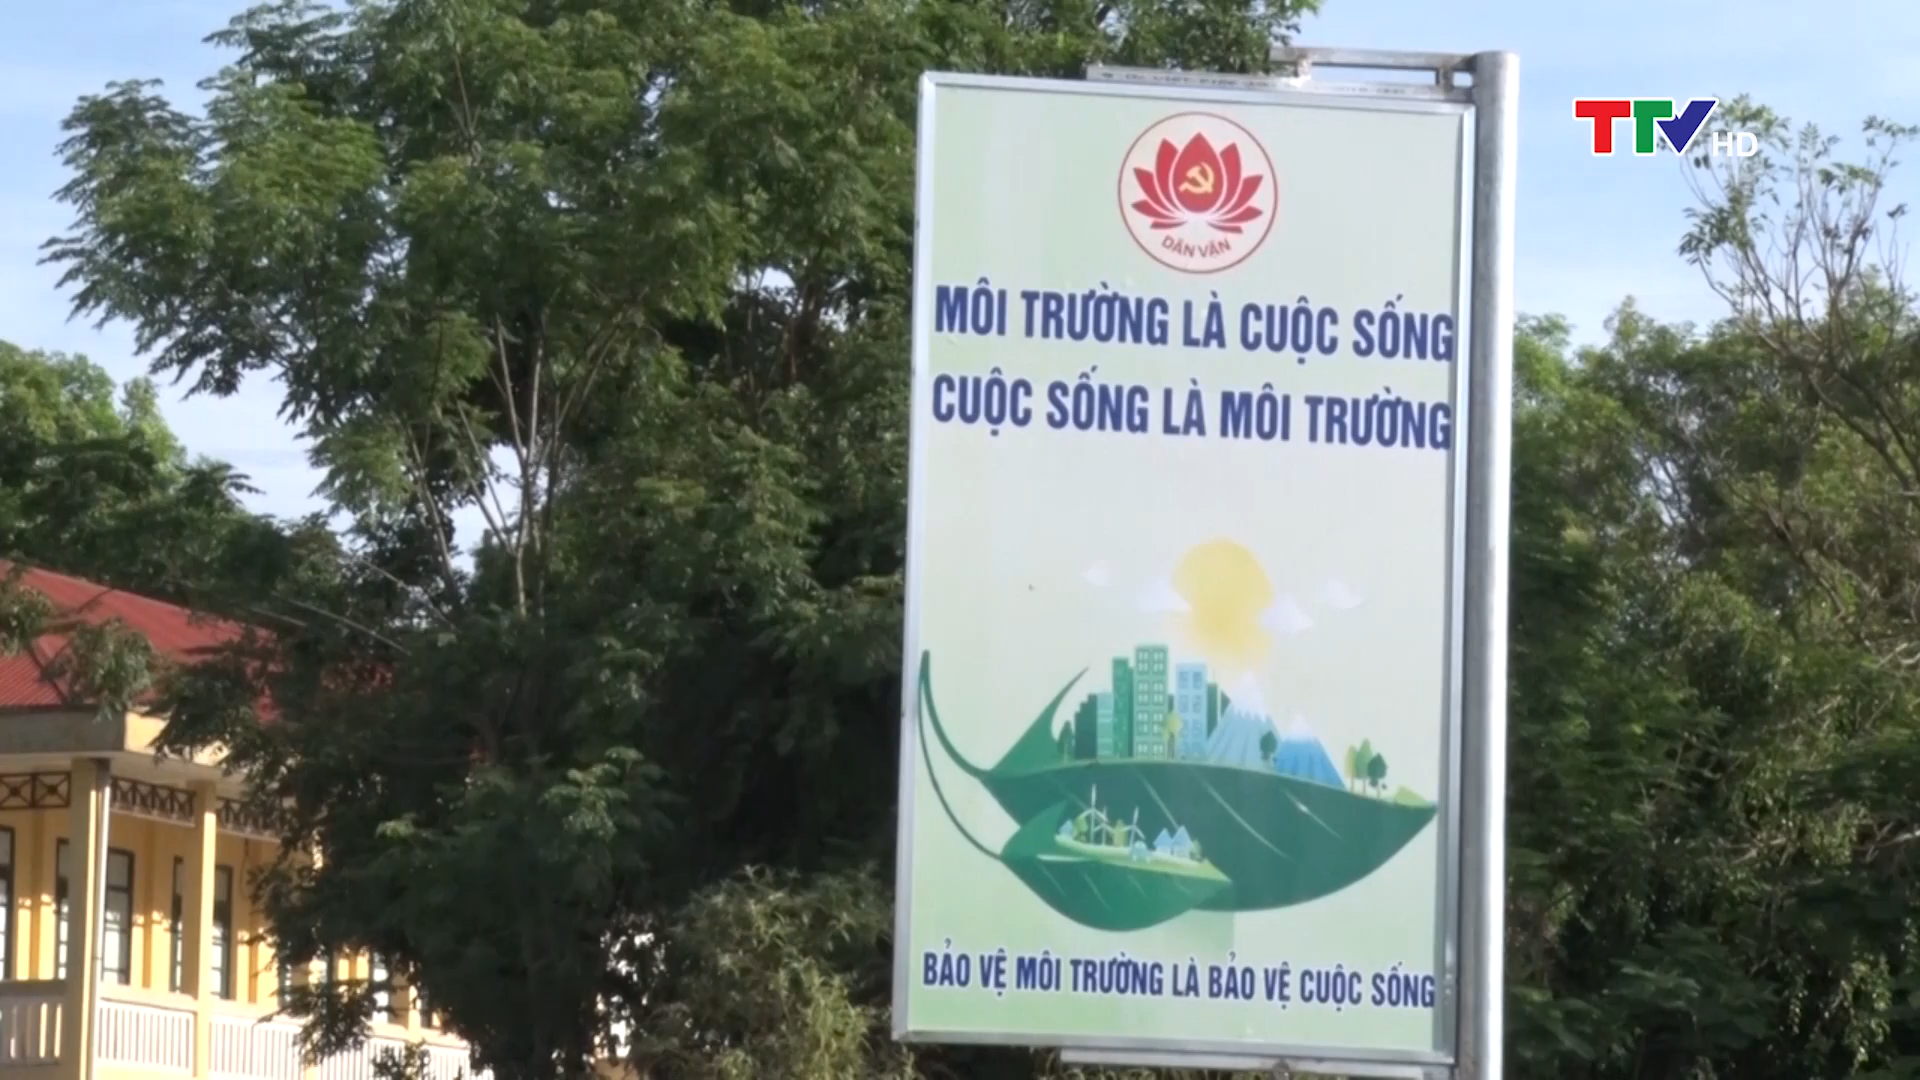 TTV HD
DÂN VẬN
MÔI TRƯỜNG LÀ CUỘC SỐNG
CUỘC SỐNG LÀ MÔI TRƯỜNG
BẢO VỆ MÔI TRƯỜNG LÀ BẢO VỆ CUỘC SỐNG